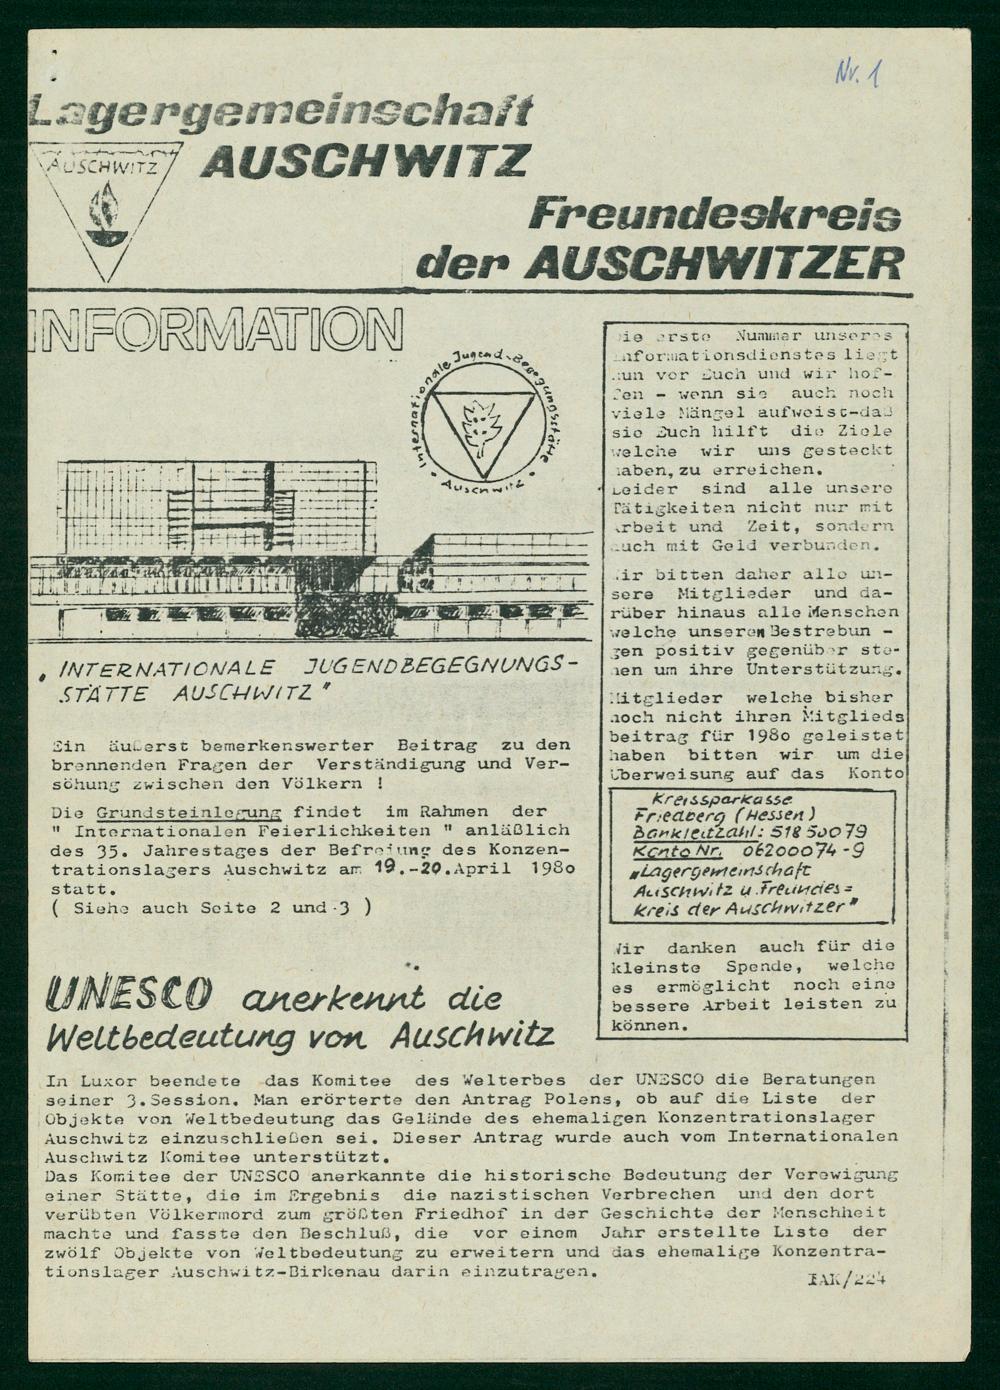 Nr. 1
Lagergemeinschaft
AUSCHWITZ
AUSCHWITZ
Freundeskreis
der AUSCHWITZER
INFORMATION
Internationale Jugend-Begegnungsstätte
• Auschwitz •
"INTERNATIONALE JUGENDBEGEGNUNGS-
STÄTTE AUSCHWITZ"
Ein äußerst bemerkenswerter Beitrag zu den
brennenden Fragen der Verständigung und Ver-
söhung zwischen den Völkern !
Die Grundsteinlegung findet im Rahmen der
" Internationalen Feierlichkeiten " anläßlich
des 35. Jahrestages der Befreiung des Konzen-
trationslagers Auschwitz am 19.-20.April 1980
statt.
( Siehe auch Seite 2 und 3 )
Die erste Nummer unseres
Informationsdienstes liegt
nun vor Euch und wir hof-
fen - wenn sie auch noch
viele Mängel aufweist-daß
sie Euch hilft die Ziele
welche wir uns gesteckt
haben,zu erreichen.
Leider sind alle unsere
Tätigkeiten nicht nur mit
Arbeit und Zeit, sondern
auch mit Geld verbunden.
Wir bitten daher alle un-
sere Mitglieder und da-
rüber hinaus alle Menschen
welche unseren Bestrebun -
gen positiv gegenüber ste-
hen um ihre Unterstützung.
Mitglieder welche bisher
noch nicht ihren Mitglieds
beitrag für 1980 geleistet
haben bitten wir um die
Überweisung auf das Konto
Kreissparkasse
Friedberg (Hessen)
Bankleitzahl: 518 500 79
Konto Nr. 06200074-9
"Lagergemeinschaft
Auschwitz u. Freundes=
kreis der Auschwitzer"
Wir danken auch für die
kleinste Spende, welche
es ermöglicht noch eine
bessere Arbeit leisten zu
können.
UNESCO anerkennt die
Weltbedeutung von Auschwitz
In Luxor beendete das Komitee des Welterbes der UNESCO die Beratungen
seiner 3.Session. Man erörterte den Antrag Polens, ob auf die Liste der
Objekte von Weltbedeutung das Gelände des ehemaligen Konzentrationslager
Auschwitz einzuschließen sei. Dieser Antrag wurde auch vom Internationalen
Auschwitz Komitee unterstützt.
Das Komitee der UNESCO anerkannte die historische Bedeutung der Verewigung
einer Stätte, die im Ergebnis die nazistischen Verbrechen und den dort
verübten Völkermord zum größten Friedhof in der Geschichte der Menschheit
machte und fasste den Beschluß, die vor einem Jahr erstellte Liste der
zwölf Objekte von Weltbedeutung zu erweitern und das ehemalige Konzentra-
tionslager Auschwitz-Birkenau darin einzutragen.
IAK/224